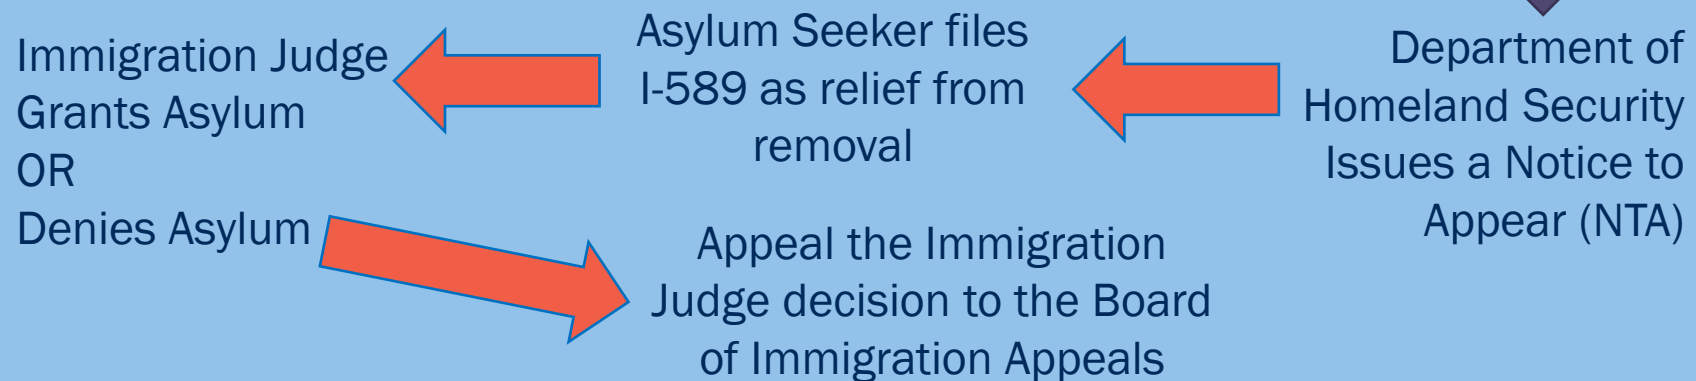 Department of
Homeland Security
Issues a Notice to
Appear (NTA)
Asylum Seeker files
I-589 as relief from
removal
Immigration Judge
Grants Asylum
OR
Denies Asylum
Appeal the Immigration
Judge decision to the Board
of Immigration Appeals